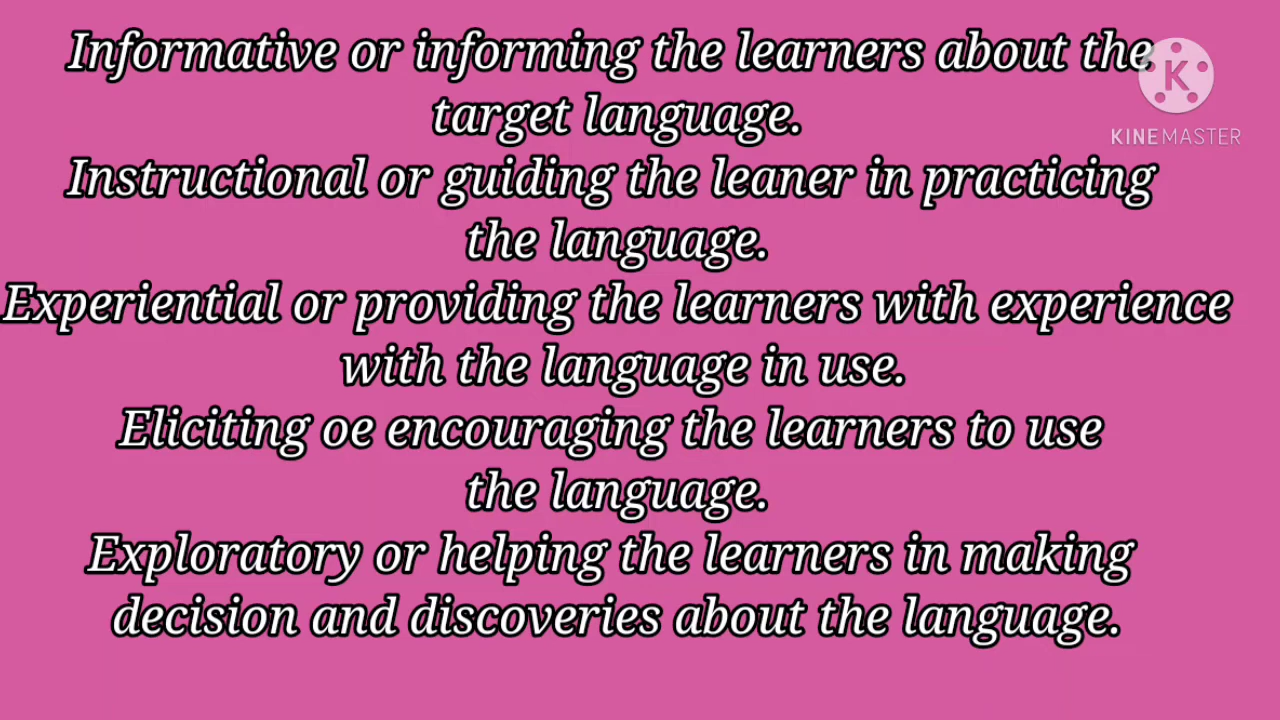 Informative or informing the learners about the
target language.
Instructional or guiding the leaner in practicing
the language.
Experiential or providing the learners with experience
with the language in use.
Eliciting oe encouraging the learners to use
the language.
Exploratory or helping the learners in making
decision and discoveries about the language.
K
KINEMASTER